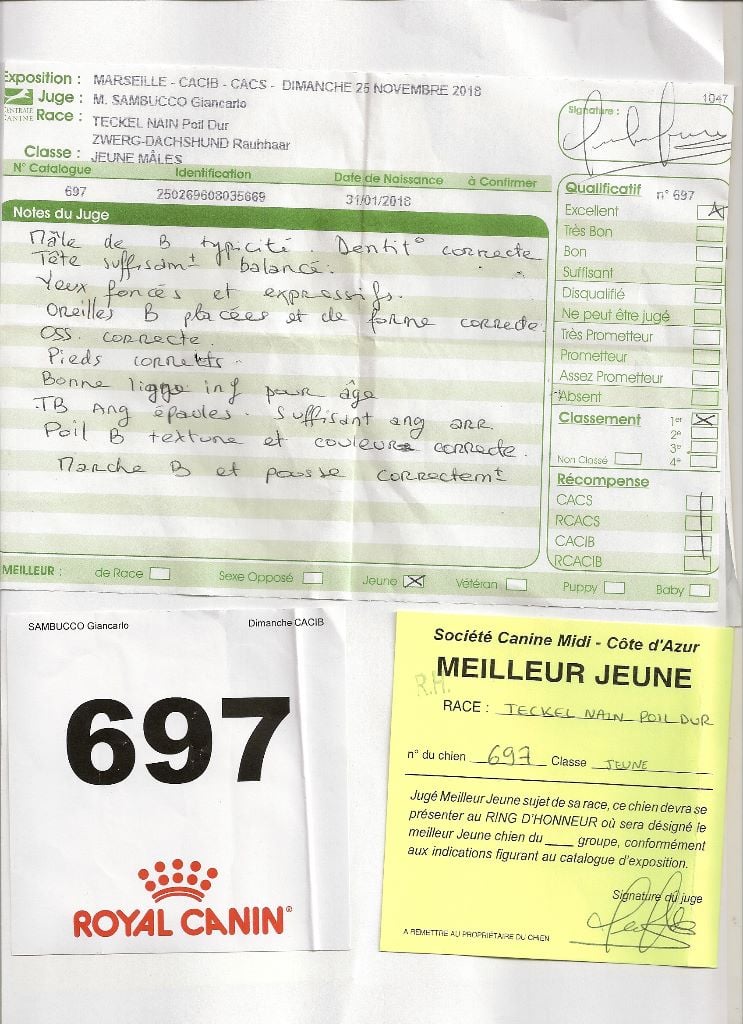 Exposition : MARSEILLE - CACIB - CACS - DIMANCHE 25 NOVEMBRE 2018
1047
Juge : M. SAMBUCCO Giancarlo
CENTRALE CANINE
Race : TECKEL NAIN Poil Dur
ZWERG-DACHSHUND Rauhhaar
Classe : JEUNE MÂLES
Signature :
N° Catalogue Identification Date de Naissance à Confirmer
697 250269608035669 31/01/2018
Notes du Juge
Mâle de B typicité. Dentit° correcte
Tête suffisamt balancé.
Yeux foncés et expressifs.
Oreilles B placées et de forme correcte.
OSS. correcte.
Pieds corrects.
Bonne ligne inf pour âge
TB Ang épaules. Suffisant ang arr.
Poil B texture et couleur correcte.
Marche B et pousse correctemt
Qualificatif n° 697
Excellent
Très Bon
Bon
Suffisant
Disqualifié
Ne peut être jugé
Très Prometteur
Prometteur
Assez Prometteur
Absent
Classement 1er
2e
3e
Non Classé 4e
Récompense
CACS
RCACS
CACIB
RCACIB
MEILLEUR : de Race Sexe Opposé Jeune Vétéran Puppy Baby
SAMBUCCO Giancarlo Dimanche CACIB
697
ROYAL CANIN®
Société Canine Midi - Côte d'Azur
MEILLEUR JEUNE
R.M.
RACE : TECKEL NAIN POIL DUR
n° du chien 697 Classe JEUNE
Jugé Meilleur Jeune sujet de sa race, ce chien devra se
présenter au RING D'HONNEUR où sera désigné le
meilleur Jeune chien du ____ groupe, conformément
aux indications figurant au catalogue d'exposition.
Signature du juge
A REMETTRE AU PROPRIÉTAIRE DU CHIEN